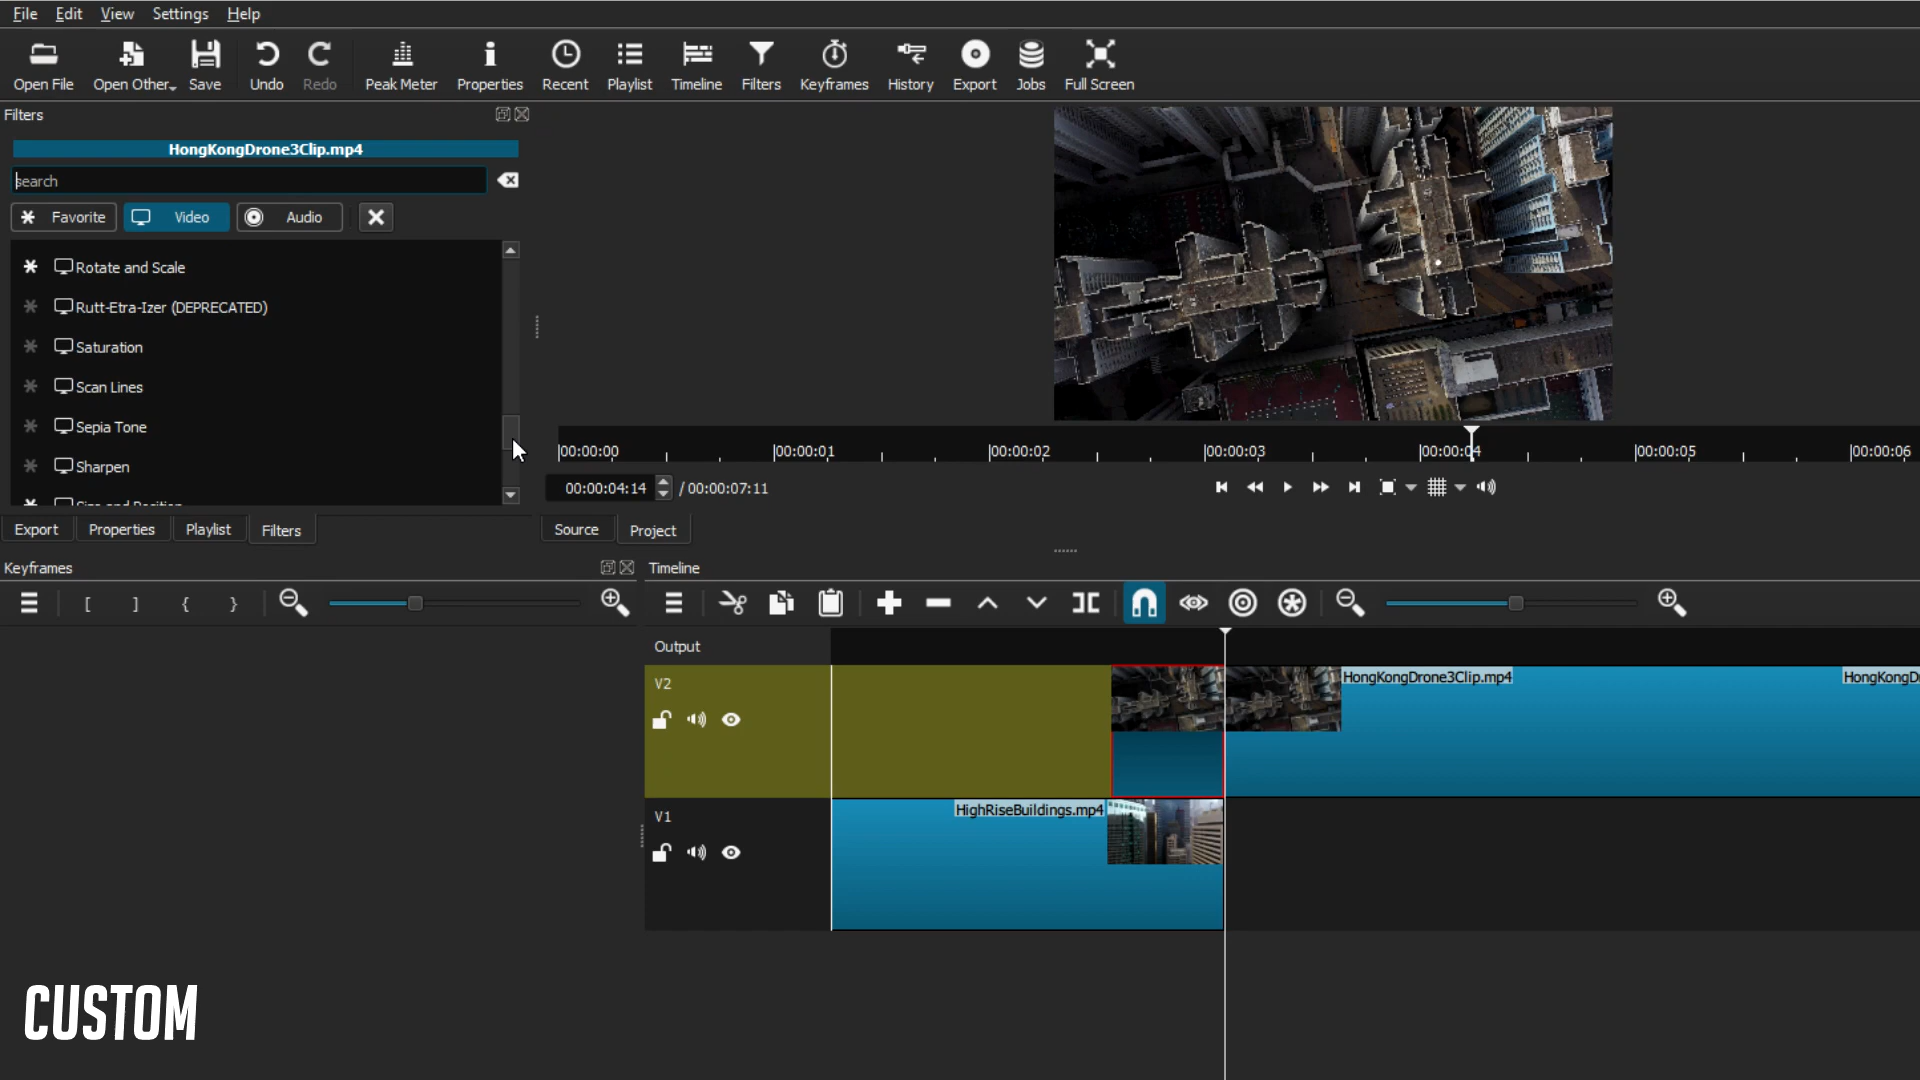 File Edit View Settings Help
Open File Open Other Save Undo Redo Peak Meter Properties Recent Playlist Timeline Filters Keyframes History Export Jobs Full Screen
Filters
HongKongDrone3Clip.mp4
search
Favorite Video Audio
Rotate and Scale
Rutt-Etra-Izer (DEPRECATED)
Saturation
Scan Lines
Sepia Tone
Sharpen
Size and Position
00:00:00 00:00:01 00:00:02 00:00:03 00:00:04 00:00:05 00:00:06
00:00:04:14 / 00:00:07:11
Export Properties Playlist Filters
Source Project
Keyframes
[ ] { }
Timeline
Output
V2
HongKongDrone3Clip.mp4 HongKongD
V1
HighRiseBuildings.mp4
CUSTOM